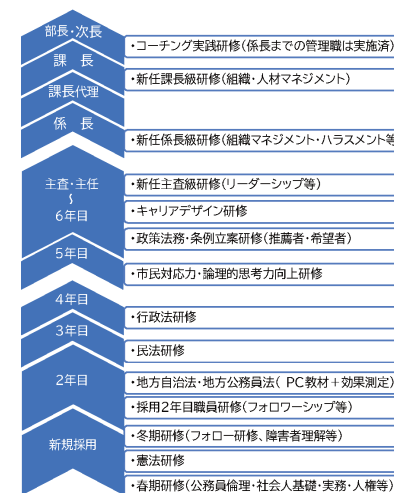 部長・次長
・コーチング実践研修(係長までの管理職は実施済)
課　長
・新任課長級研修(組織・人材マネジメント)
課長代理
係　長
・新任係長級研修(組織マネジメント・ハラスメント等
主査・主任
～
6年目
・新任主査級研修(リーダーシップ等)
・キャリアデザイン研修
・政策法務・条例立案研修(推薦者・希望者)
5年目
・市民対応力・論理的思考力向上研修
4年目
・行政法研修
3年目
・民法研修
2年目
・地方自治法・地方公務員法( PC教材＋効果測定)
・採用2年目職員研修(フォロワーシップ等)
新規採用
・冬期研修(フォロー研修、障害者理解等)
・憲法研修
・春期研修(公務員倫理・社会人基礎・実務・人権等)